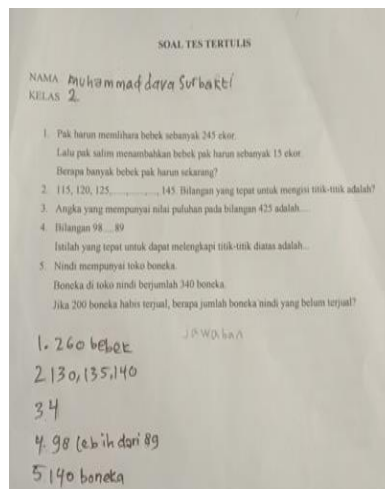 SOAL TES TERTULIS
NAMA muhammad dava Surbakti
KELAS 2
1. Pak harun memlihara bebek sebanyak 245 ekor.
Lalu pak salim menambahkan bebek pak harun sebanyak 15 ekor
Berapa banyak bebek pak harun sekarang?
2. 115, 120, 125,...,...,..., 145. Bilangan yang tepat untuk mengisi titik-titik adalah?
3. Angka yang mempunyai nilai puluhan pada bilangan 425 adalah....
4. Bilangan 98....89
Istilah yang tepat untuk dapat melengkapi titik-titik diatas adalah...
5. Nindi mempunyai toko boneka.
Boneka di toko nindi berjumlah 340 boneka.
Jika 200 boneka habis terjual, berapa jumlah boneka nindi yang belum terjual?
Jawaban
1. 260 bebek
2 130, 135, 140
3 4
4. 98 lebih dari 89
5 140 boneka